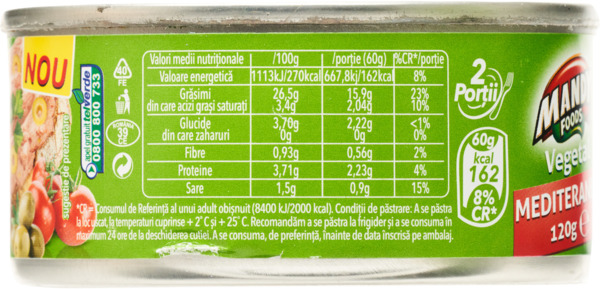 NOU
sugestie de prezentare
apel gratuit telverde
0800 800 733
40
FE
ROMÂNIA
39
CE
Valori medii nutriționale /100g /porție (60g) %CR*/porție
Valoare energetică 1113kJ/270kcal 667,8kj/162kcal 8%
Grăsimi 26,5g 15,9g 23%
din care acizi grași saturați 3,4g 2,04g 10%
Glucide 3,70g 2,22g <1%
din care zaharuri 0g 0g 0%
Fibre 0,93g 0,56g 2%
Proteine 3,71g 2,23g 4%
Sare 1,5g 0,9g 15%
*CR = Consumul de Referință al unui adult obișnuit (8400 kJ/2000 kcal). Condiții de păstrare: A se păstra
la loc uscat, la temperaturi cuprinse + 2°C și + 25°C. Recomandăm a se păstra la frigider și a se consuma în
maximum 24 ore de la deschiderea cutiei. A se consuma, de preferință, înainte de data înscrisă pe ambalaj.
2
Porții
60g
kcal
162
8%
CR*
MAND
FOODS
Vegeta
MEDITERA
120g e